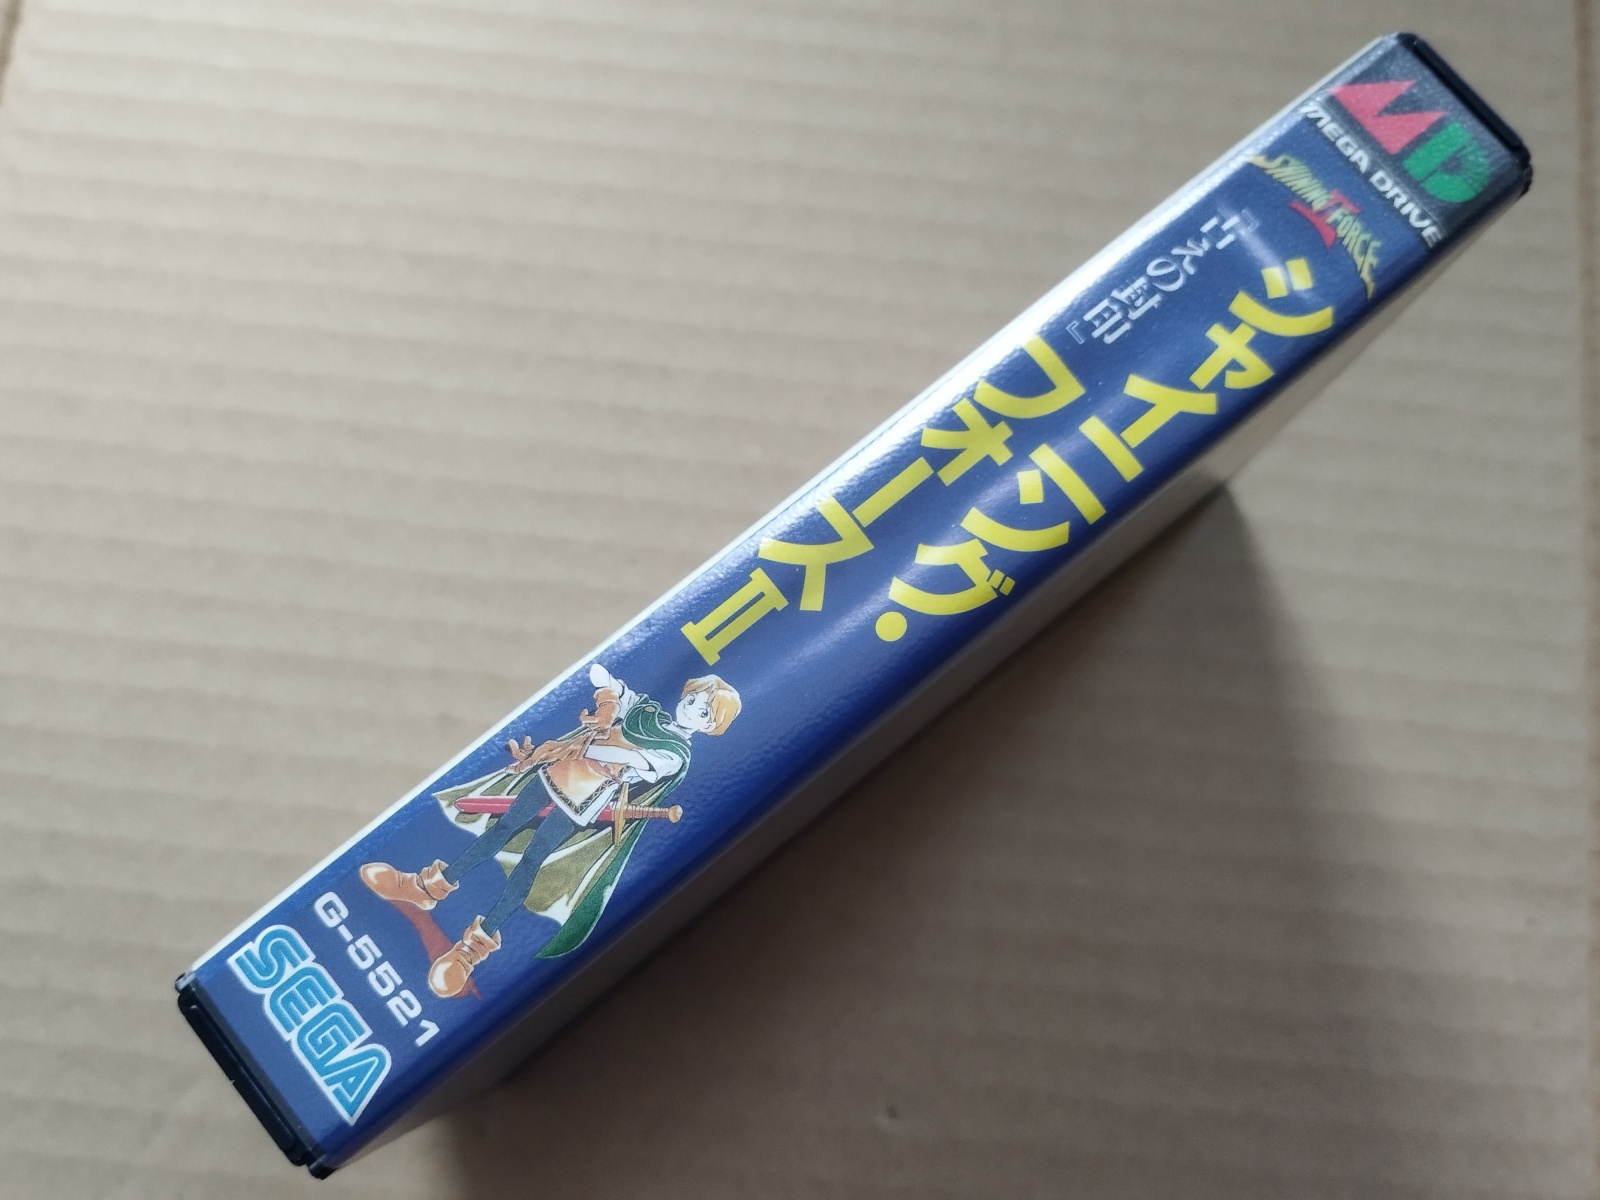 MD
MEGA DRIVE
SHINING FORCE II
シャイニング・
フォースⅡ
『古えの封印』
G-5521
SEGA